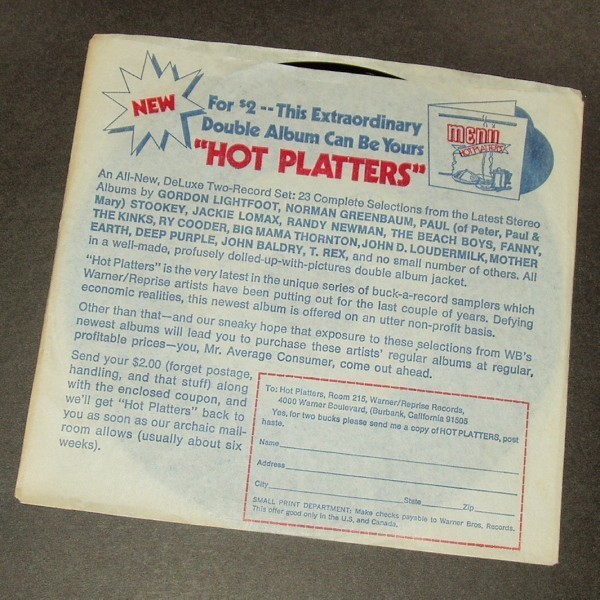 NEW
For $2 -- This Extraordinary
Double Album Can Be Yours
"HOT PLATTERS"
menu
HOT PLATTERS
An All-New, DeLuxe Two-Record Set: 23 Complete Selections from the Latest Stereo
Albums by GORDON LIGHTFOOT, NORMAN GREENBAUM, PAUL (of Peter, Paul &
Mary) STOOKEY, JACKIE LOMAX, RANDY NEWMAN, THE BEACH BOYS, FANNY,
THE KINKS, RY COODER, BIG MAMA THORNTON, JOHN D. LOUDERMILK, MOTHER
EARTH, DEEP PURPLE, JOHN BALDRY, T. REX, and no small number of others. All
in a well-made, profusely dolled-up-with-pictures double album jacket.
"Hot Platters" is the very latest in the unique series of buck-a-record samplers which
Warner/Reprise artists have been putting out for the last couple of years. Defying
economic realities, this newest album is offered on an utter non-profit basis.
Other than that—and our sneaky hope that exposure to these selections from WB's
newest albums will lead you to purchase these artists' regular albums at regular,
profitable prices—you, Mr. Average Consumer, come out ahead.
Send your $2.00 (forget postage,
handling, and that stuff) along
with the enclosed coupon, and
we'll get "Hot Platters" back to
you as soon as our archaic mail-
room allows (usually about six
weeks).
To: Hot Platters, Room 215, Warner/Reprise Records,
4000 Warner Boulevard, (Burbank, California 91505
Yes, for two bucks please send me a copy of HOT PLATTERS, post
haste.
Name
Address
City State Zip
SMALL PRINT DEPARTMENT: Make checks payable to Warner Bros. Records.
This offer good only in the U.S. and Canada.